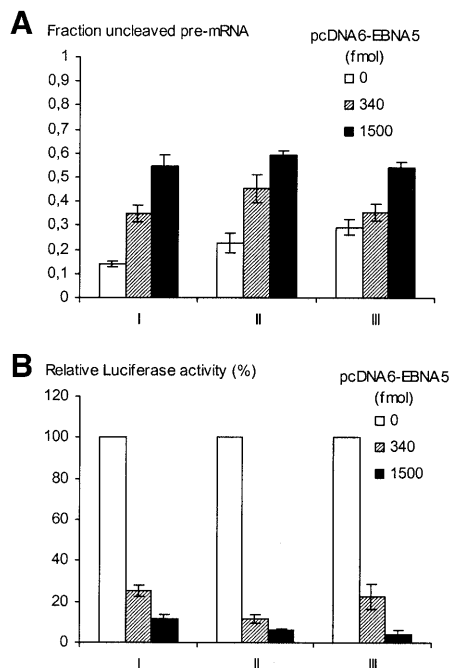 A
Fraction uncleaved pre-mRNA
pcDNA6-EBNA5
(fmol)
0
340
1500
1
0,9
0,8
0,7
0,6
0,5
0,4
0,3
0,2
0,1
0
I
II
III
B
Relative Luciferase activity (%)
pcDNA6-EBNA5
(fmol)
0
340
1500
120
100
80
60
40
20
0
I
II
III